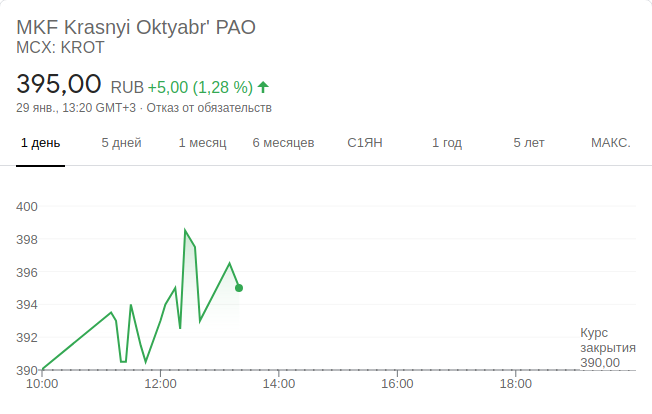 MKF Krasnyi Oktyabr' PAO
MCX: KROT
395,00 RUB +5,00 (1,28 %)
29 янв., 13:20 GMT+3 · Отказ от обязательств
1 день 5 дней 1 месяц 6 месяцев С1ЯН 1 год 5 лет МАКС.
400
398
396
394
392
390
Курс
закрытия
390,00
10:00 12:00 14:00 16:00 18:00